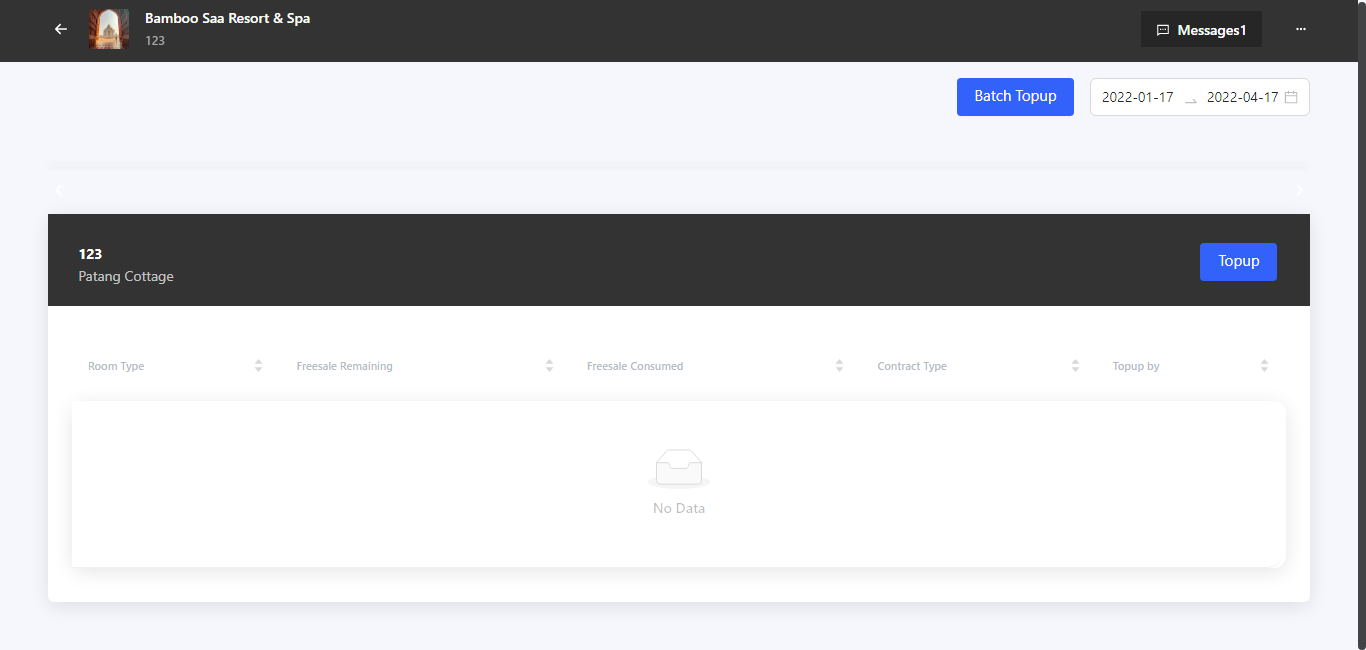 Bamboo Saa Resort & Spa
123
Messages1
Batch Topup
2022-01-17
2022-04-17
123
Patang Cottage
Topup
Room Type
Freesale Remaining
Freesale Consumed
Contract Type
Topup by
No Data